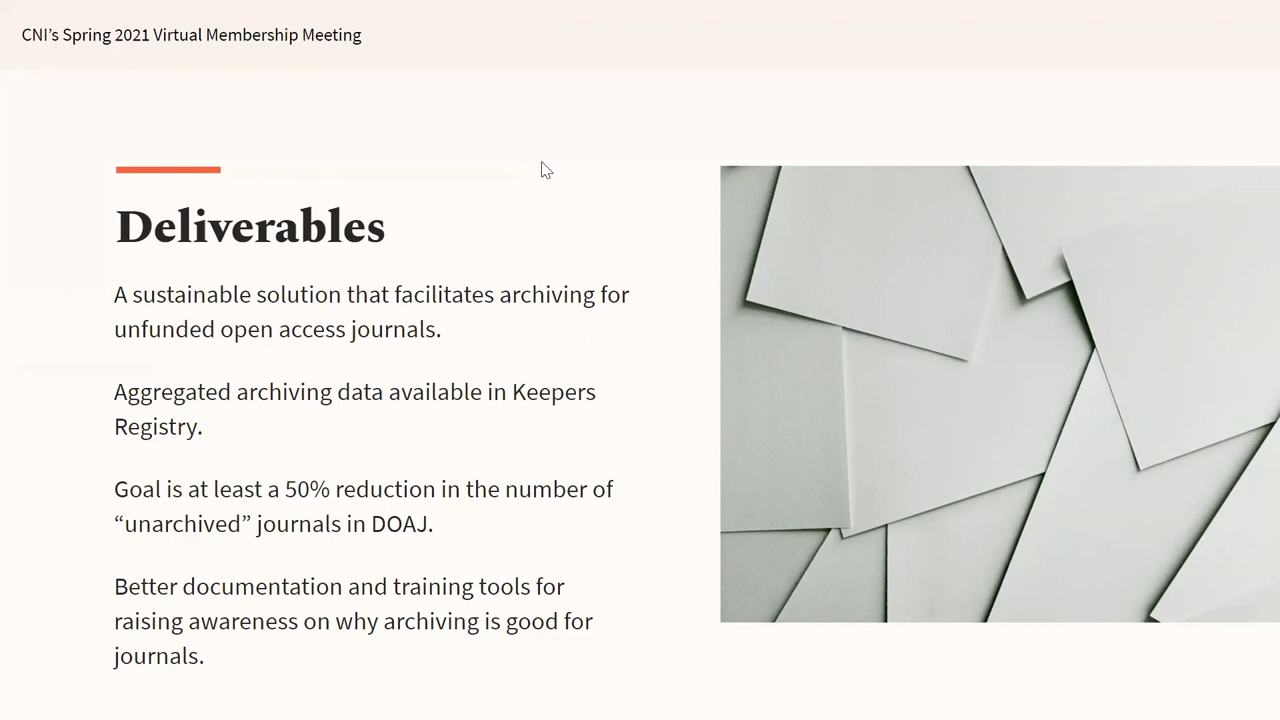 CNI’s Spring 2021 Virtual Membership Meeting
Deliverables
A sustainable solution that facilitates archiving for
unfunded open access journals.
Aggregated archiving data available in Keepers
Registry.
Goal is at least a 50% reduction in the number of
“unarchived” journals in DOAJ.
Better documentation and training tools for
raising awareness on why archiving is good for
journals.